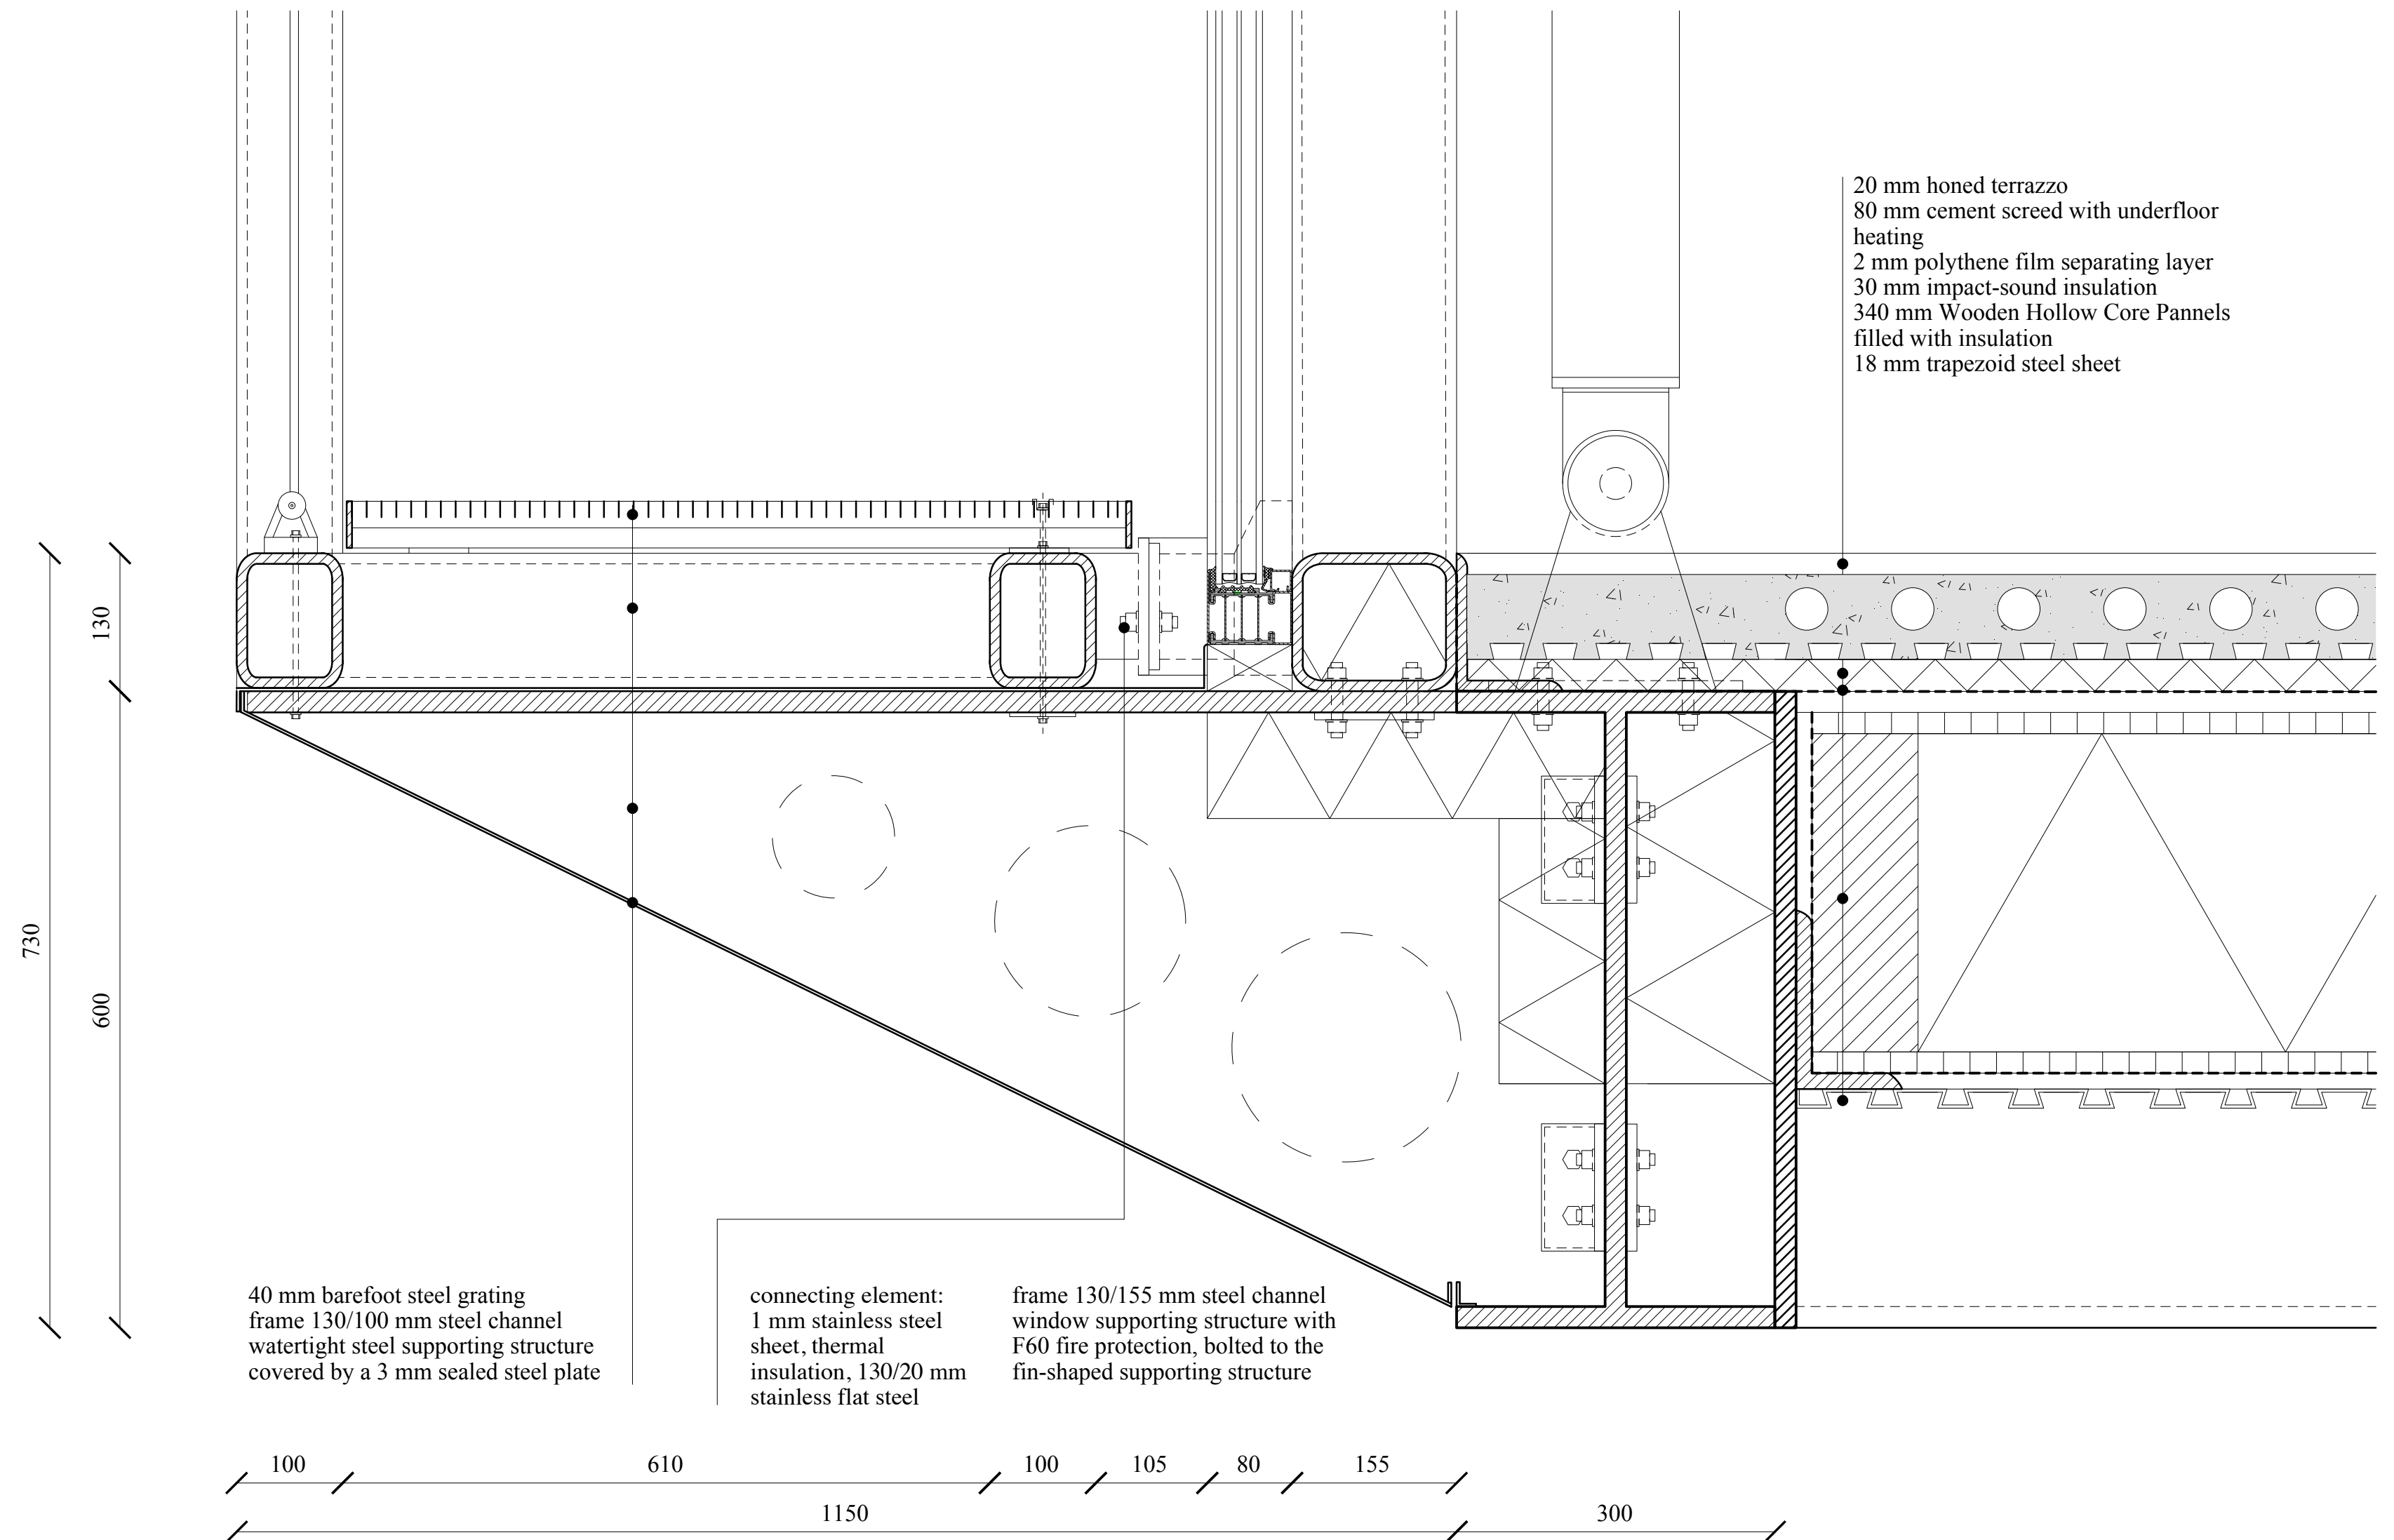 20 mm honed terrazzo
80 mm cement screed with underfloor
heating
2 mm polythene film separating layer
30 mm impact-sound insulation
340 mm Wooden Hollow Core Pannels
filled with insulation
18 mm trapezoid steel sheet
130
730
600
40 mm barefoot steel grating
frame 130/100 mm steel channel
watertight steel supporting structure
covered by a 3 mm sealed steel plate
connecting element:
1 mm stainless steel
sheet, thermal
insulation, 130/20 mm
stainless flat steel
frame 130/155 mm steel channel
window supporting structure with
F60 fire protection, bolted to the
fin-shaped supporting structure
100 610 100 105 80 155
1150 300